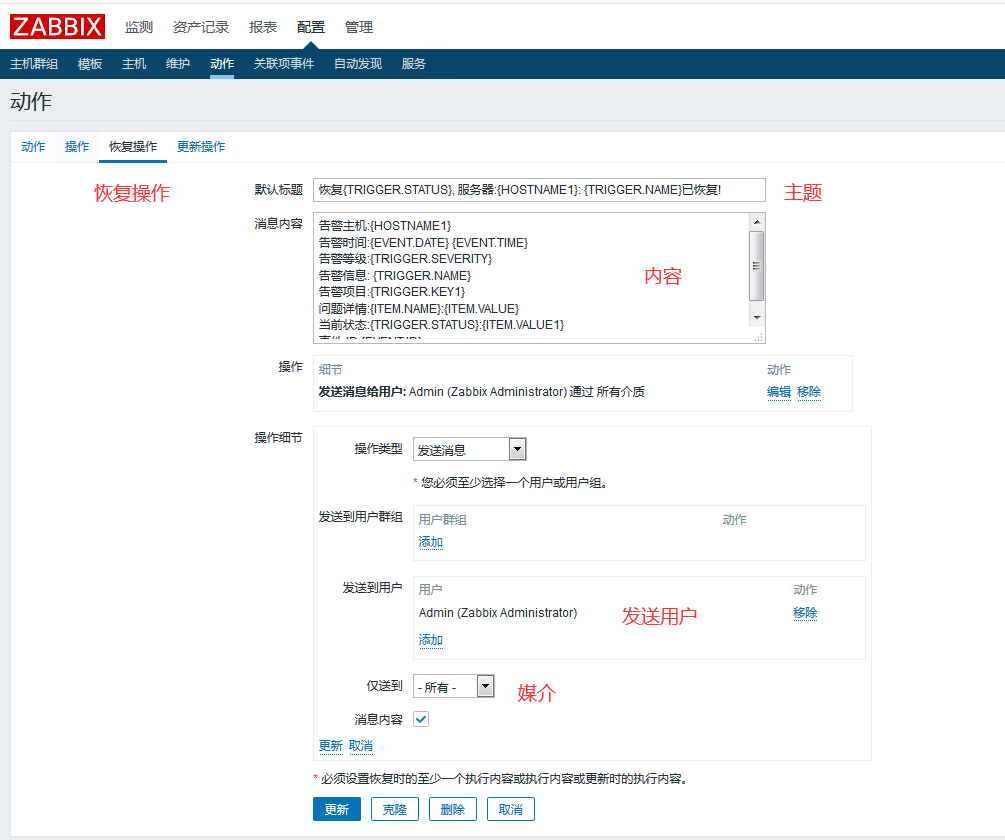 ZABBIX 监测 资产记录 报表 配置 管理
主机群组 模板 主机 维护 动作 关联项事件 自动发现 服务
动作
动作 操作 恢复操作 更新操作
恢复操作 默认标题 恢复{TRIGGER.STATUS}, 服务器:{HOSTNAME1}: {TRIGGER.NAME}已恢复! 主题
消息内容 告警主机:{HOSTNAME1}
告警时间:{EVENT.DATE} {EVENT.TIME}
告警等级:{TRIGGER.SEVERITY}
告警信息: {TRIGGER.NAME} 内容
告警项目:{TRIGGER.KEY1}
问题详情:{ITEM.NAME}:{ITEM.VALUE}
当前状态:{TRIGGER.STATUS}:{ITEM.VALUE1}
操作 细节 动作
发送消息给用户: Admin (Zabbix Administrator) 通过 所有介质 编辑 移除
操作细节 操作类型 发送消息
* 您必须至少选择一个用户或用户组。
发送到用户群组 用户群组 动作
添加
发送到用户 用户 动作
Admin (Zabbix Administrator) 发送用户 移除
添加
仅送到 - 所有 - 媒介
消息内容
更新 取消
* 必须设置恢复时的至少一个执行内容或执行内容或更新时的执行内容。
更新 克隆 删除 取消